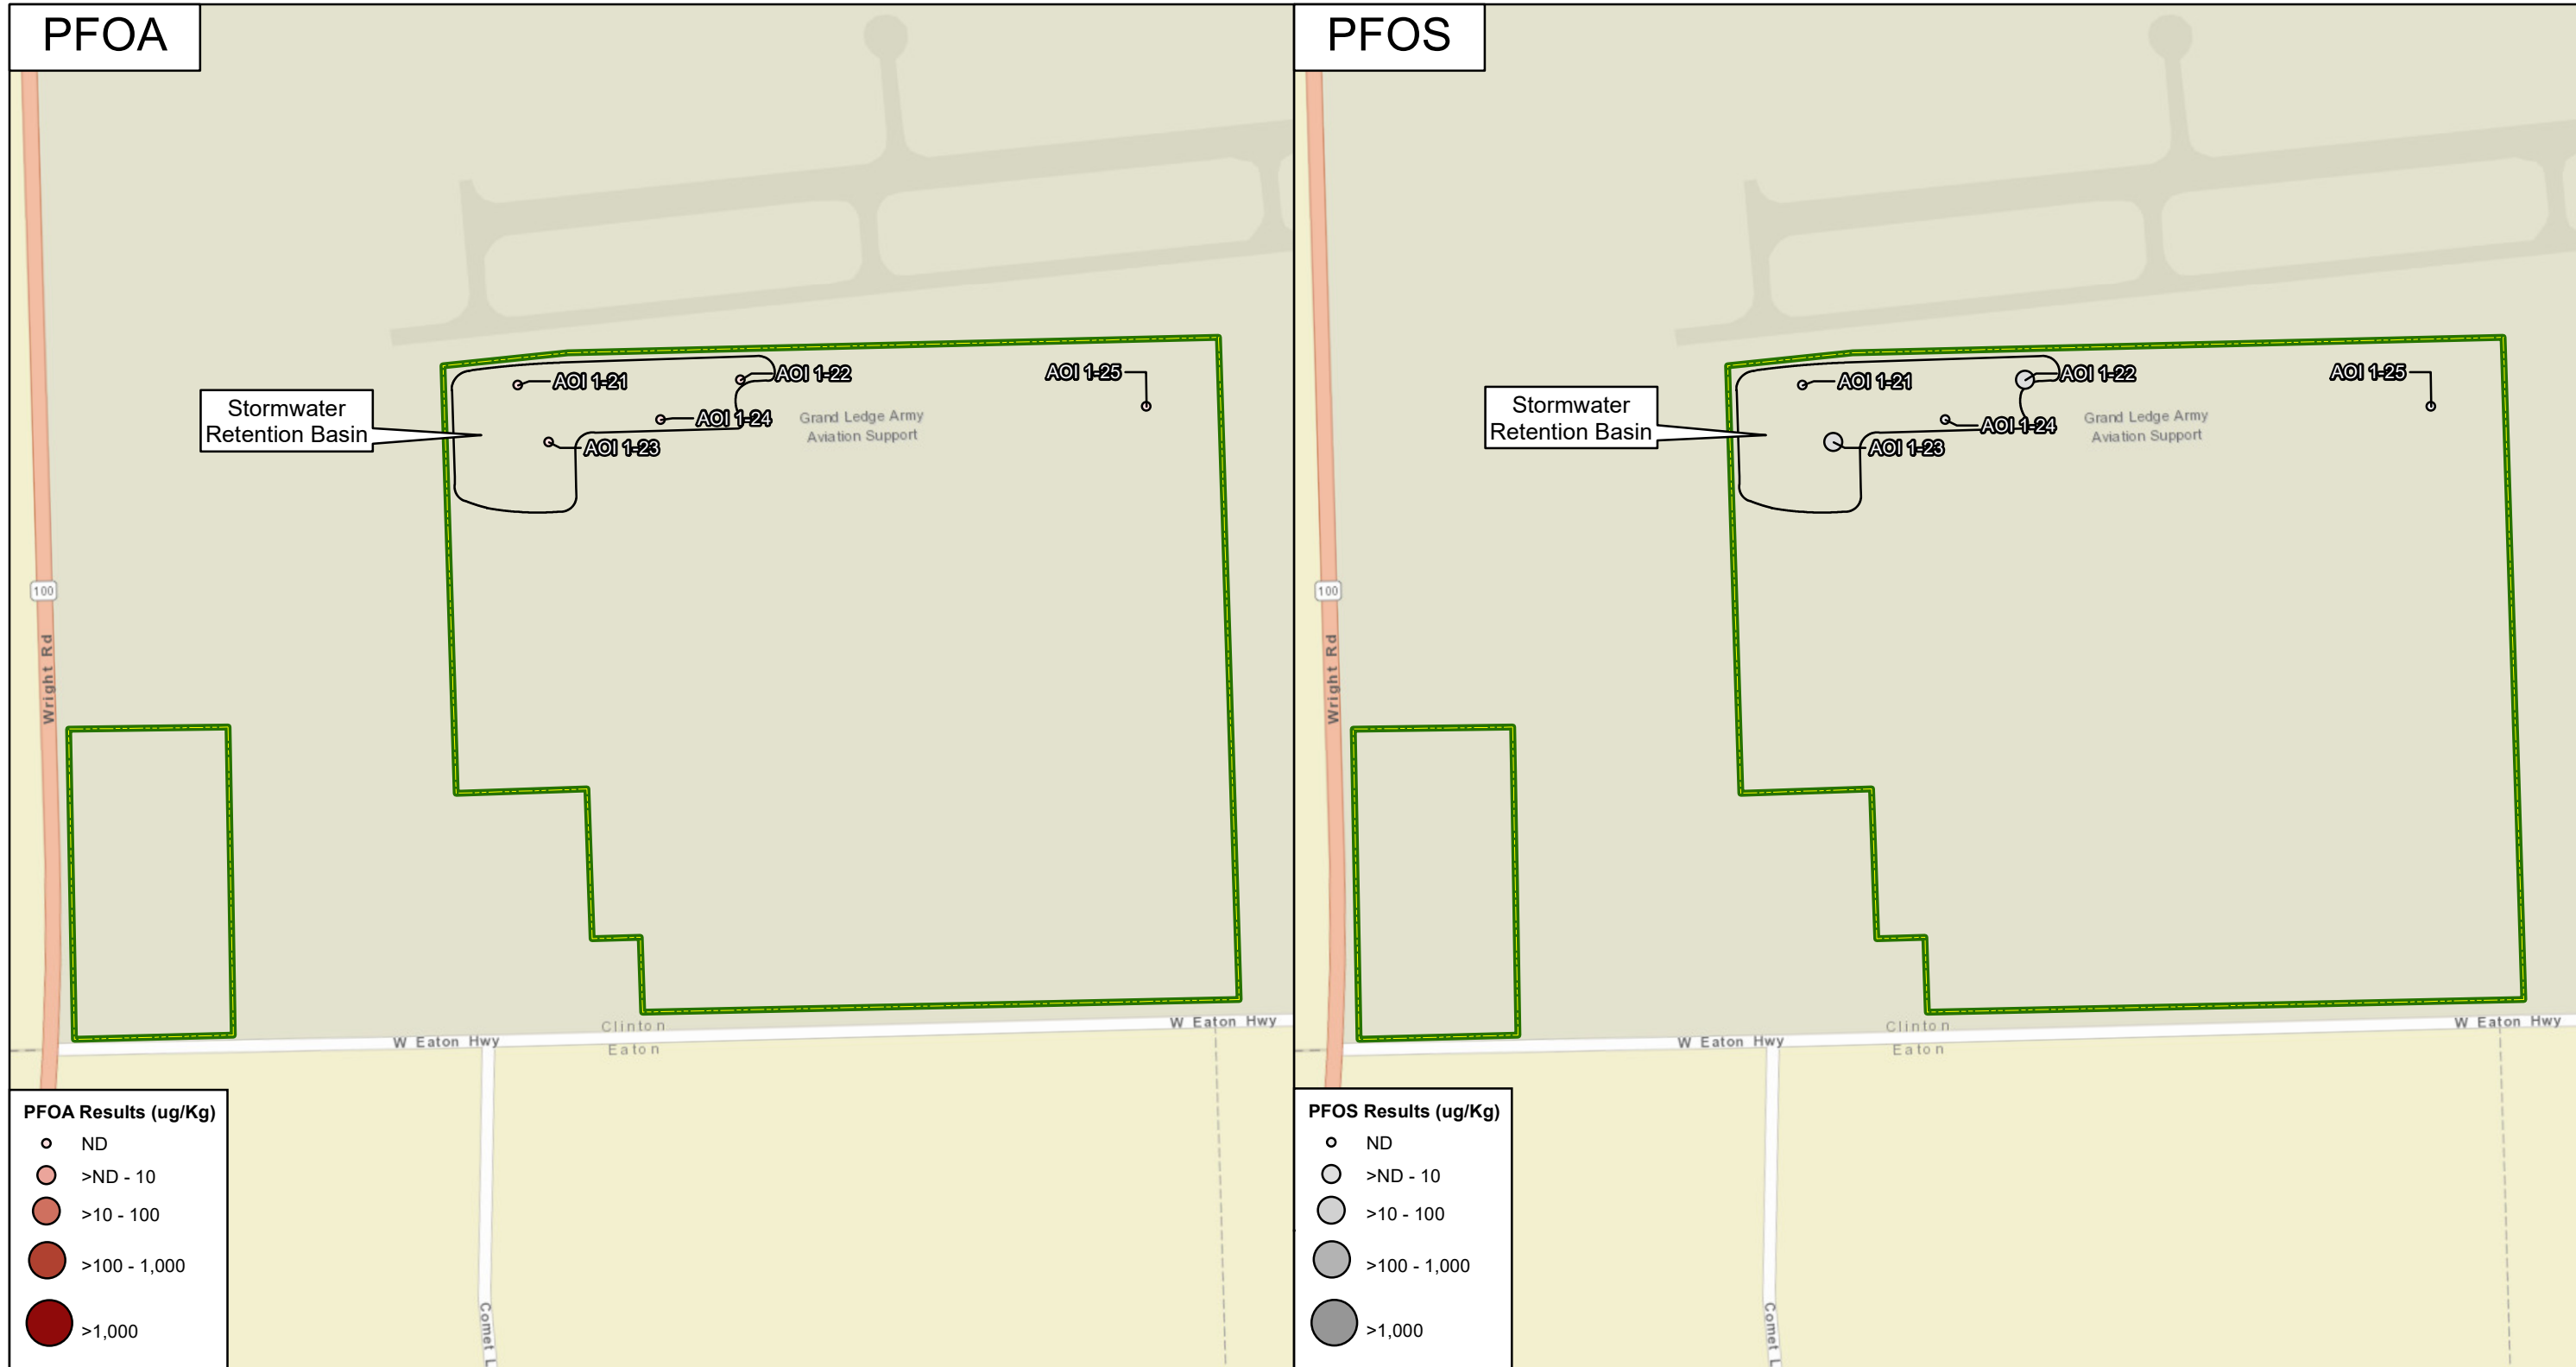 PFOA
AOI 1-21
AOI 1-22
AOI 1-25
AOI 1-24
AOI 1-23
Stormwater
Retention Basin
Grand Ledge Army
Aviation Support
100
Wright Rd
Clinton
Eaton
W Eaton Hwy
W Eaton Hwy
Comet L
PFOA Results (ug/Kg)
ND
>ND - 10
>10 - 100
>100 - 1,000
>1,000
PFOS
AOI 1-21
AOI 1-22
AOI 1-25
AOI 1-24
AOI 1-23
Stormwater
Retention Basin
Grand Ledge Army
Aviation Support
100
Wright Rd
Clinton
Eaton
W Eaton Hwy
W Eaton Hwy
Comet L
PFOS Results (ug/Kg)
ND
>ND - 10
>10 - 100
>100 - 1,000
>1,000